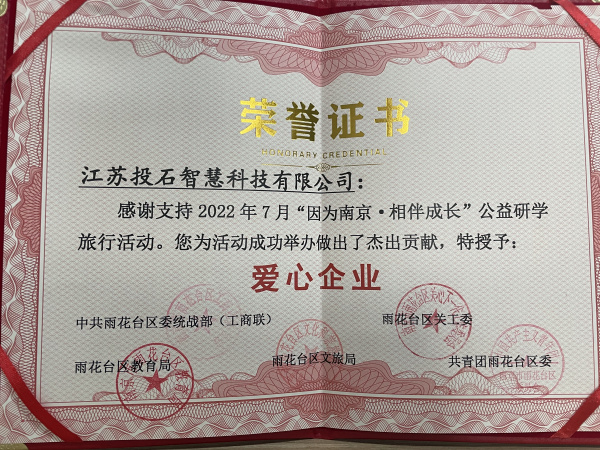 荣誉证书
HONORARY CREDENTIAL
江苏投石智慧科技有限公司：
感谢支持2022年7月“因为南京·相伴成长”公益研学
旅行活动。您为活动成功举办做出了杰出贡献，特授予：
爱心企业
中共雨花台区委统战部（工商联）
雨花台区关工委
雨花台区教育局
雨花台区文旅局
共青团雨花台区委